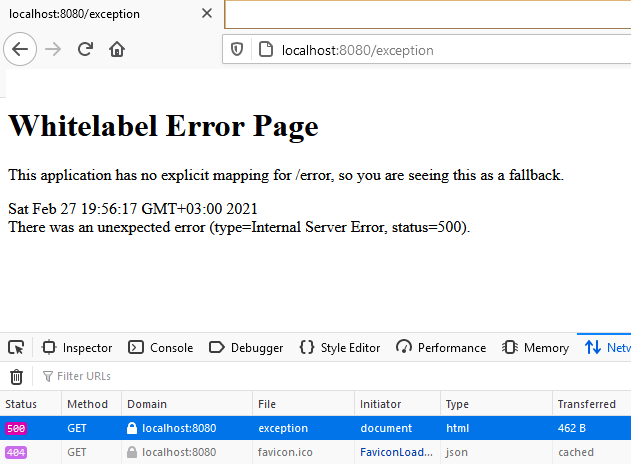 localhost:8080/exception
localhost:8080/exception
Whitelabel Error Page
This application has no explicit mapping for /error, so you are seeing this as a fallback.
Sat Feb 27 19:56:17 GMT+03:00 2021
There was an unexpected error (type=Internal Server Error, status=500).
Inspector Console Debugger Style Editor Performance Memory Netw
Filter URLs
Status Method Domain File Initiator Type Transferred
500 GET localhost:8080 exception document html 462 B
404 GET localhost:8080 favicon.ico FaviconLoad... json cached